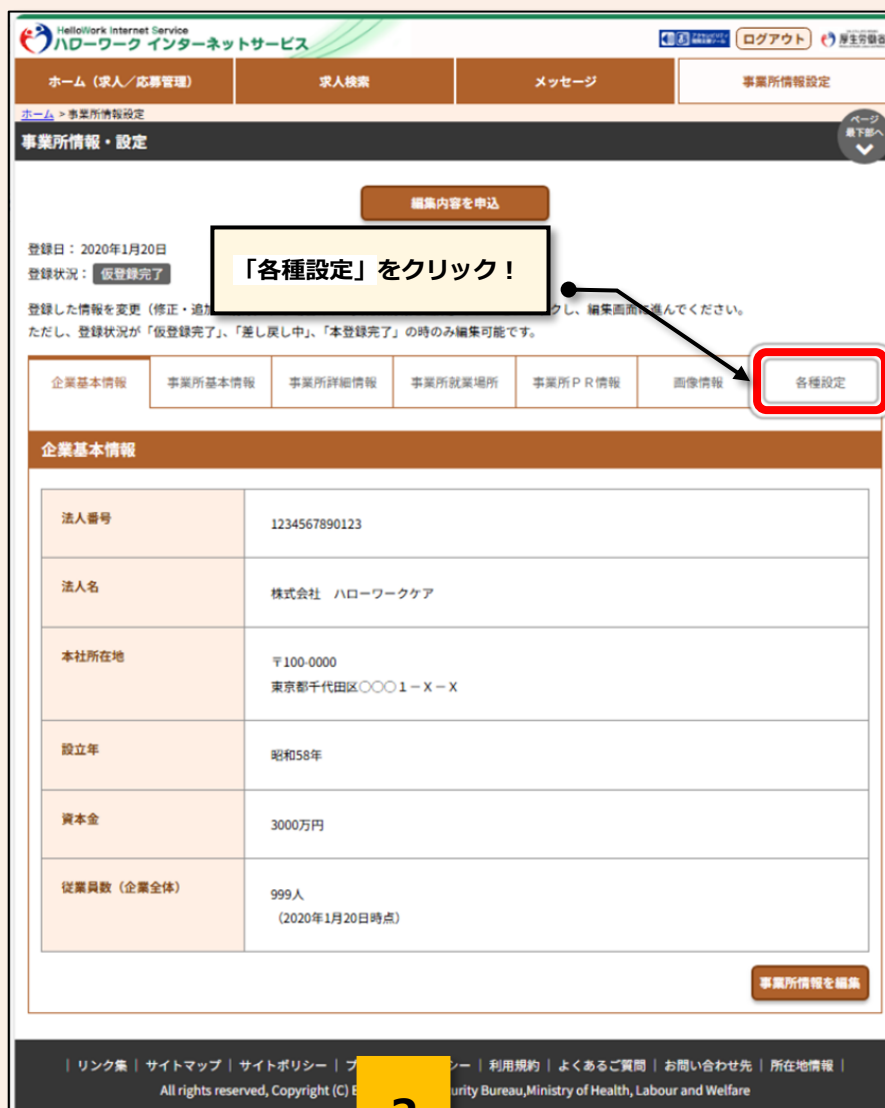 HelloWork Internet Service
ハローワーク インターネットサービス
ログアウト
ホーム（求人／応募管理）
求人検索
メッセージ
事業所情報設定
ホーム > 事業所情報設定
事業所情報・設定
ページ
最下部へ
編集内容を申込
登録日： 2020年1月20日
登録状況： 仮登録完了
「各種設定」をクリック！
登録した情報を変更（修正・追加
クし、編集画面に進んでください。
ただし、登録状況が「仮登録完了」、「差し戻し中」、「本登録完了」の時のみ編集可能です。
企業基本情報
事業所基本情報
事業所詳細情報
事業所就業場所
事業所ＰＲ情報
画像情報
各種設定
企業基本情報
法人番号
1234567890123
法人名
株式会社　ハローワークケア
本社所在地
〒100-0000
東京都千代田区○○○１－Ｘ－Ｘ
設立年
昭和58年
資本金
3000万円
従業員数（企業全体）
999人
（2020年1月20日時点）
事業所情報を編集
｜ リンク集 ｜ サイトマップ ｜ サイトポリシー ｜ プ
シー ｜ 利用規約 ｜ よくあるご質問 ｜ お問い合わせ先 ｜ 所在地情報 ｜
All rights reserved, Copyright (C)
urity Bureau,Ministry of Health, Labour and Welfare